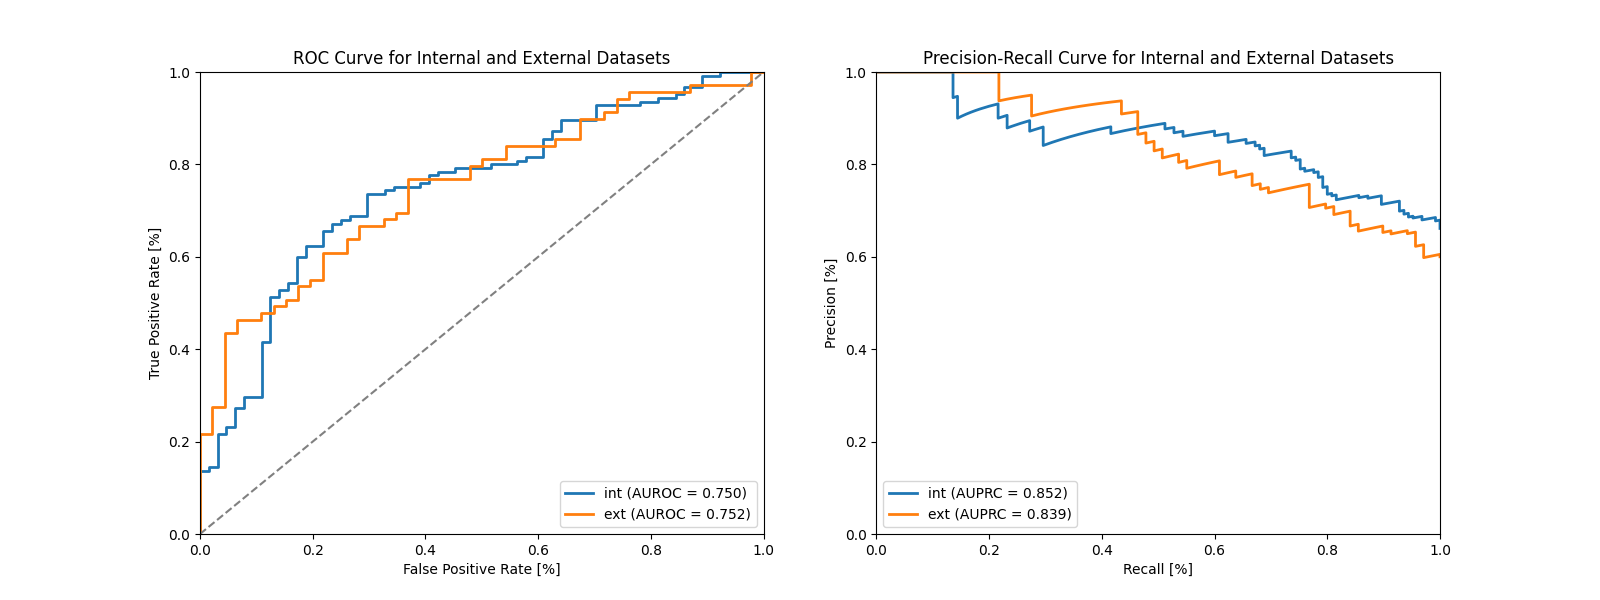 ROC Curve for Internal and External Datasets
1.0
0.8
0.6
0.4
0.2
0.0
True Positive Rate [%]
0.0 0.2 0.4 0.6 0.8 1.0
False Positive Rate [%]
int (AUROC = 0.750)
ext (AUROC = 0.752)
Precision-Recall Curve for Internal and External Datasets
1.0
0.8
0.6
0.4
0.2
0.0
Precision [%]
0.0 0.2 0.4 0.6 0.8 1.0
Recall [%]
int (AUPRC = 0.852)
ext (AUPRC = 0.839)